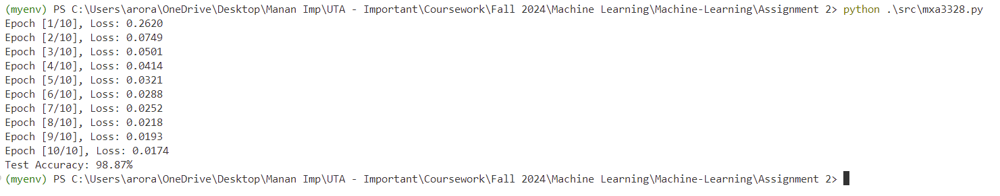 (myenv) PS C:\Users\arora\OneDrive\Desktop\Manan Imp\UTA - Important\Coursework\Fall 2024\Machine Learning\Machine-Learning\Assignment 2> python .\src\mxa3328.py
Epoch [1/10], Loss: 0.2620
Epoch [2/10], Loss: 0.0749
Epoch [3/10], Loss: 0.0501
Epoch [4/10], Loss: 0.0414
Epoch [5/10], Loss: 0.0321
Epoch [6/10], Loss: 0.0288
Epoch [7/10], Loss: 0.0252
Epoch [8/10], Loss: 0.0218
Epoch [9/10], Loss: 0.0193
Epoch [10/10], Loss: 0.0174
Test Accuracy: 98.87%
(myenv) PS C:\Users\arora\OneDrive\Desktop\Manan Imp\UTA - Important\Coursework\Fall 2024\Machine Learning\Machine-Learning\Assignment 2>